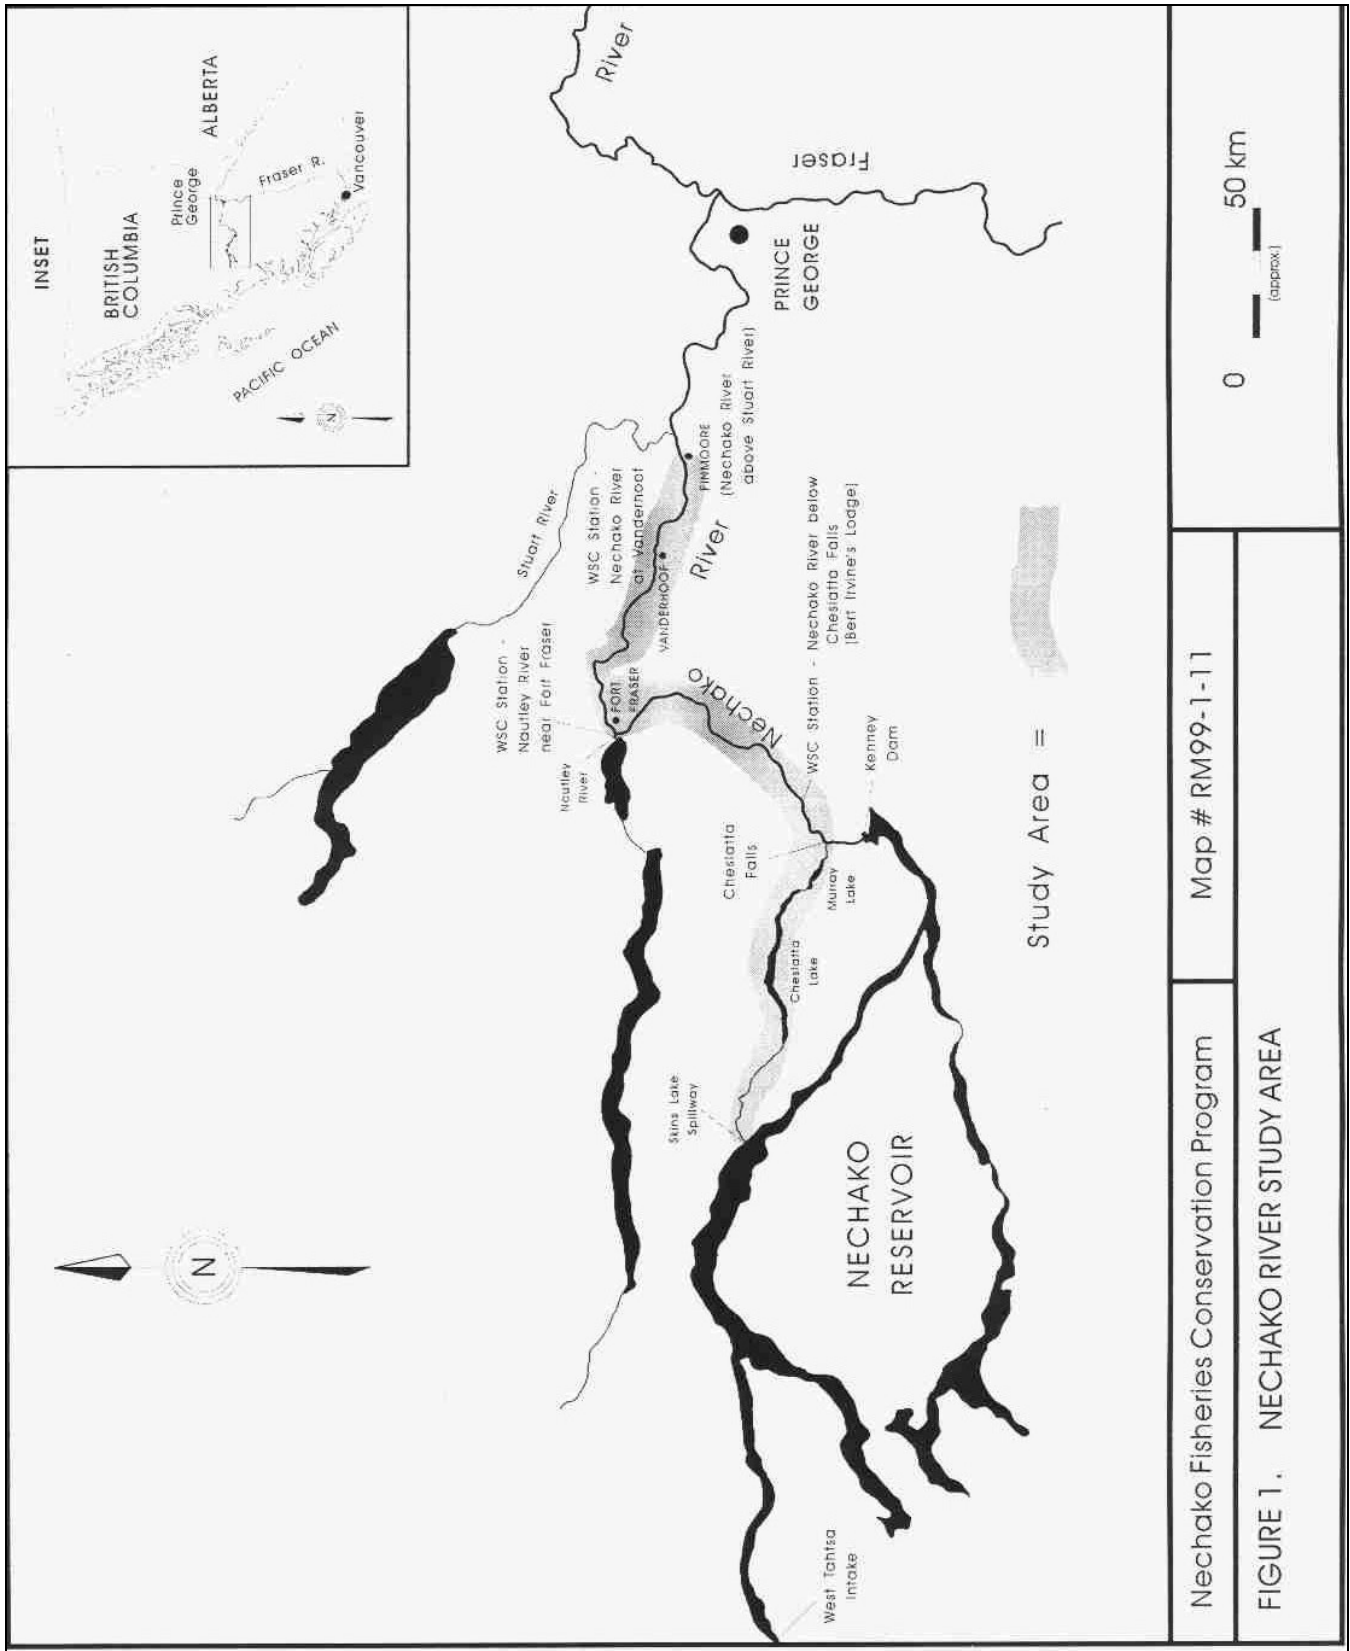 INSET
BRITISH
COLUMBIA
ALBERTA
Prince
George
Fraser R.
Vancouver
PACIFIC OCEAN
N
N
River
Fraser
PRINCE
GEORGE
Stuart River
WSC Station -
Nechako River
at Vandernoof
FINMOORE
(Nechako River
above Stuart River)
VANDERHOOF
River
WSC Station -
Nautley River
near Fort Fraser
Nautley
River
FORT
FRASER
Nechako
WSC Station - Nechako River below
Cheslatta Falls
(Bert Irvine's Lodge)
Kenney
Dam
Cheslatta
Falls
Murray
Lake
Cheslatta
Lake
Skins Lake
Spillway
NECHAKO
RESERVOIR
West Tahtsa
Intake
Study Area =
0 50 km
(approx.)
Nechako Fisheries Conservation Program
Map # RM99-1-11
FIGURE 1. NECHAKO RIVER STUDY AREA